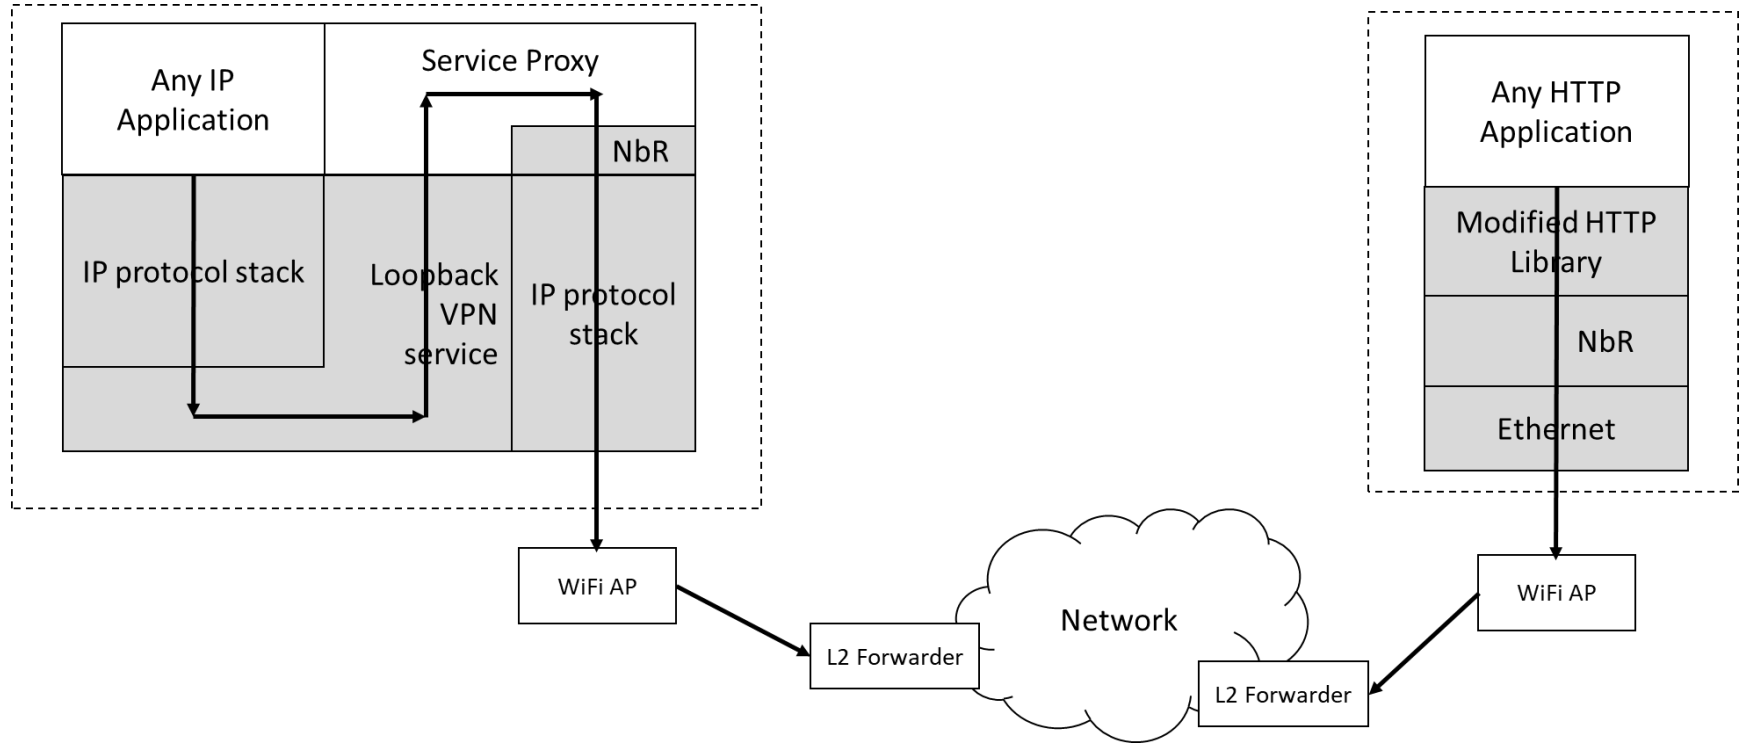 Any IP
Application
Service Proxy
NbR
IP protocol stack
Loopback
VPN
service
IP protocol
stack
WiFi AP
L2 Forwarder
Network
L2 Forwarder
WiFi AP
Any HTTP
Application
Modified HTTP
Library
NbR
Ethernet